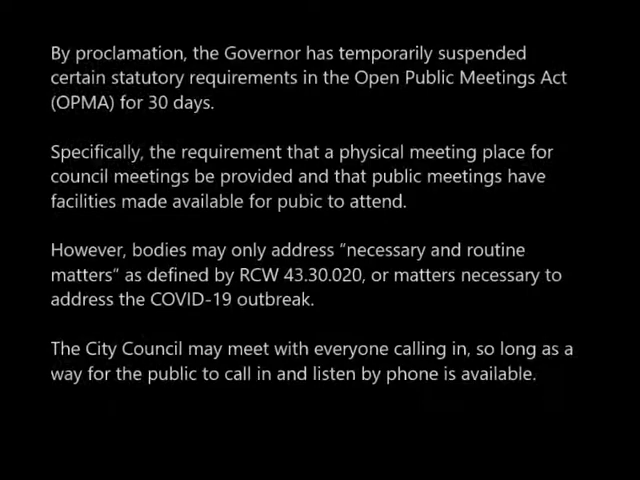 By proclamation, the Governor has temporarily suspended
certain statutory requirements in the Open Public Meetings Act
(OPMA) for 30 days.
Specifically, the requirement that a physical meeting place for
council meetings be provided and that public meetings have
facilities made available for pubic to attend.
However, bodies may only address “necessary and routine
matters“ as defined by RCW 43.30.020, or matters necessary to
address the COVID-19 outbreak.
The City Council may meet with everyone calling in, so long as a
way for the public to call in and listen by phone is available.